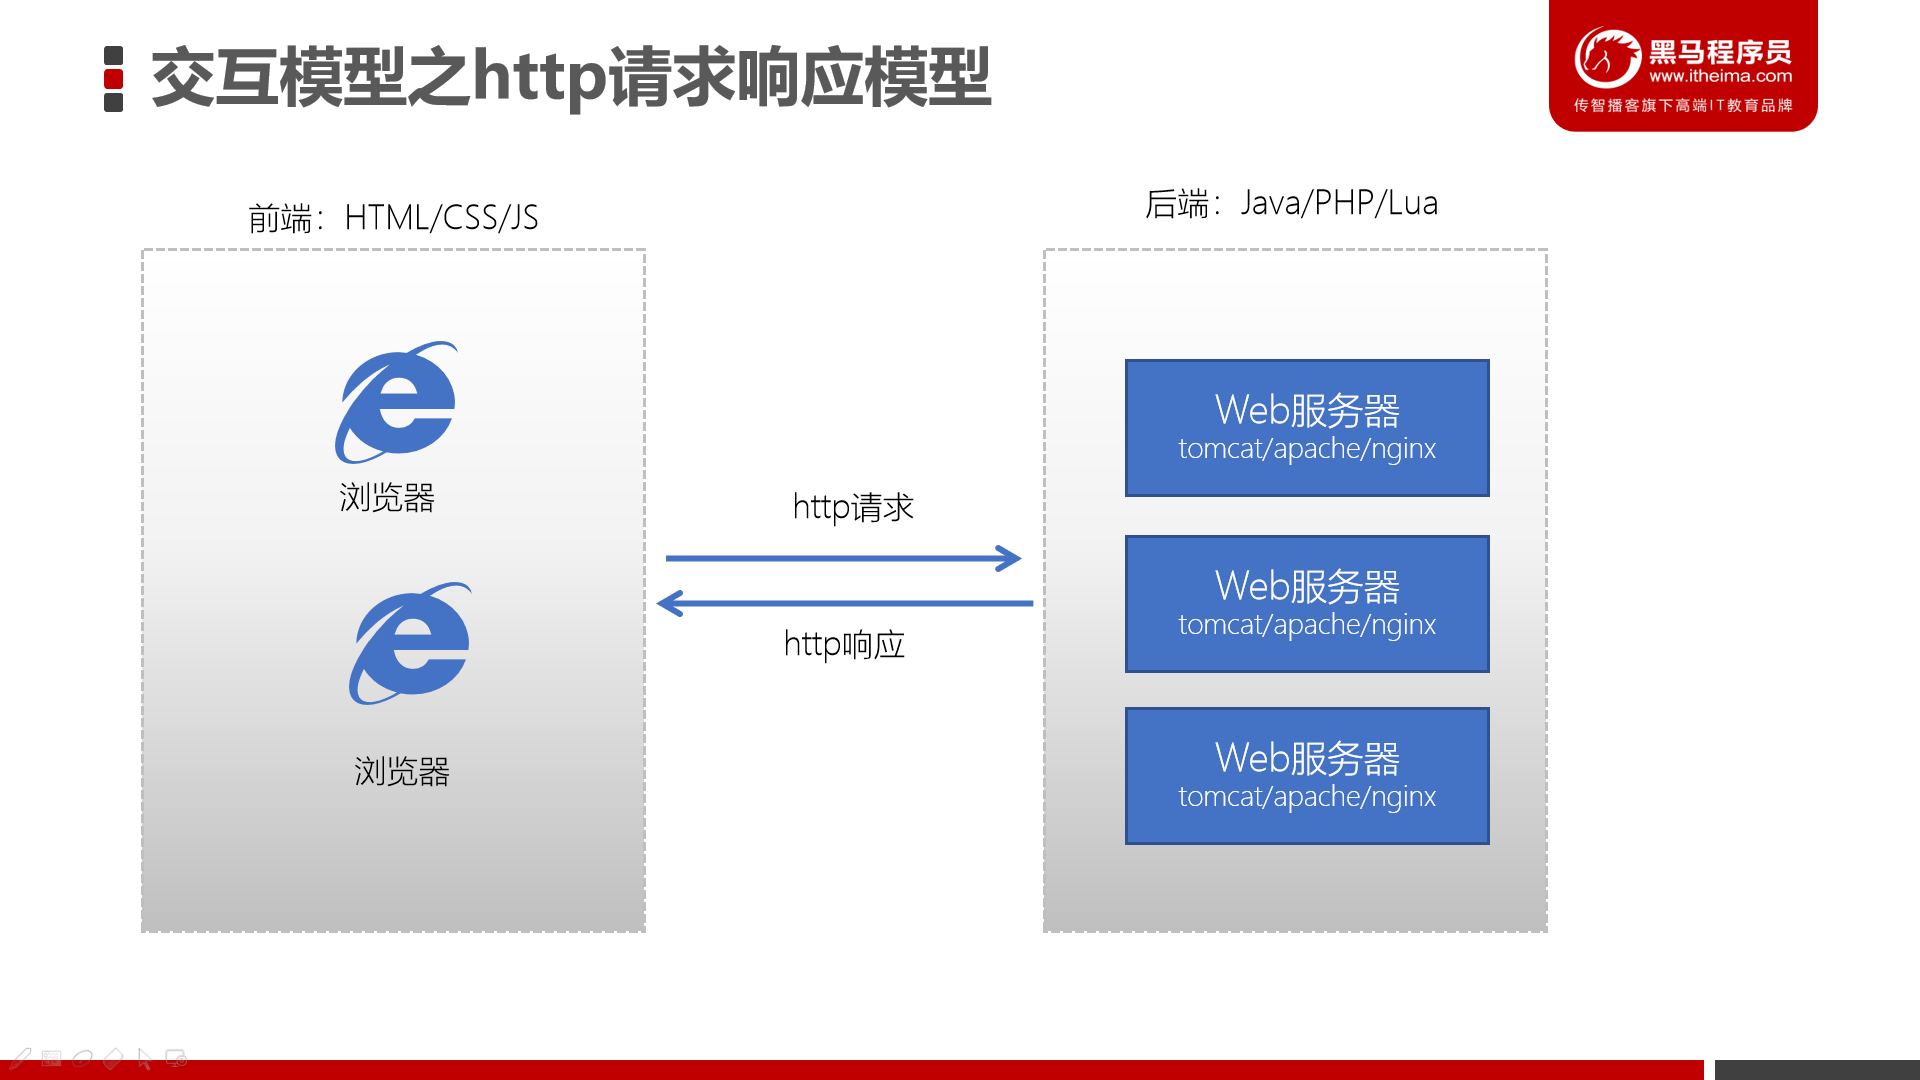 交互模型之http请求响应模型
黑马程序员
www.itheima.com
传智播客旗下高端IT教育品牌
前端：HTML/CSS/JS
后端：Java/PHP/Lua
浏览器
浏览器
http请求
http响应
Web服务器
tomcat/apache/nginx
Web服务器
tomcat/apache/nginx
Web服务器
tomcat/apache/nginx